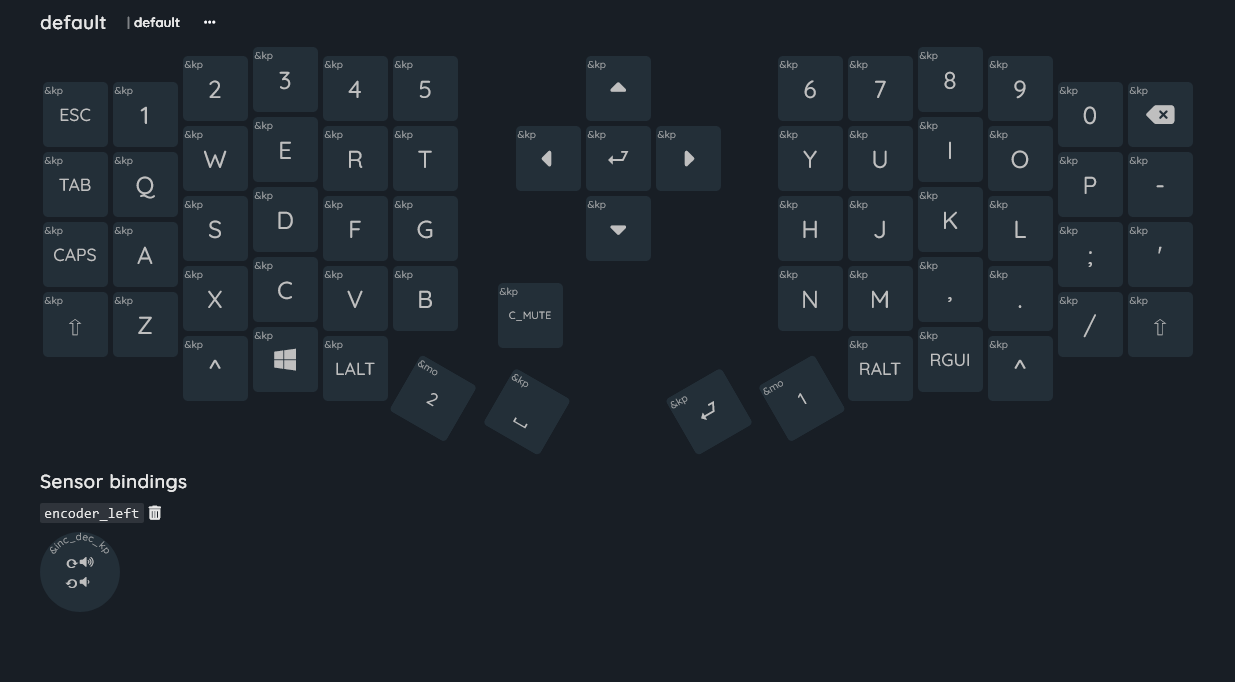 default | default ···
&kp 2 &kp 3 &kp 4 &kp 5 &kp &kp 6 &kp 7 &kp 8 &kp 9
&kp ESC &kp 1 &kp 0 &kp
&kp W &kp E &kp R &kp T &kp &kp &kp &kp Y &kp U &kp I &kp O
&kp TAB &kp Q &kp P &kp -
&kp S &kp D &kp F &kp G &kp &kp H &kp J &kp K &kp L
&kp CAPS &kp A &kp ; &kp '
&kp X &kp C &kp V &kp B &kp C_MUTE &kp N &kp M &kp , &kp .
&kp ⇧ &kp Z &kp / &kp ⇧
&kp ^ &kp &kp LALT &mo 2 &kp ⎵ &kp &mo 1 &kp RALT &kp RGUI &kp ^
Sensor bindings
encoder_left
&inc_dec_kp